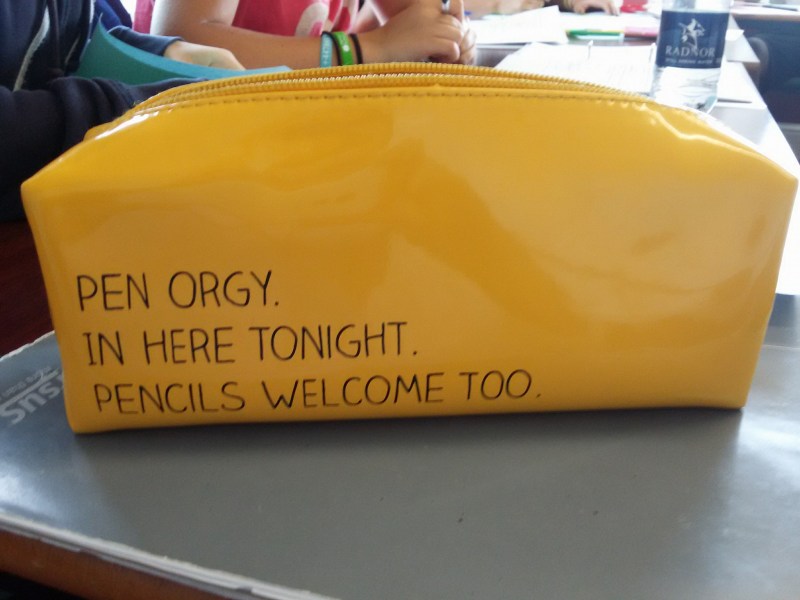 PEN ORGY.
IN HERE TONIGHT.
PENCILS WELCOME TOO.
RADNOR